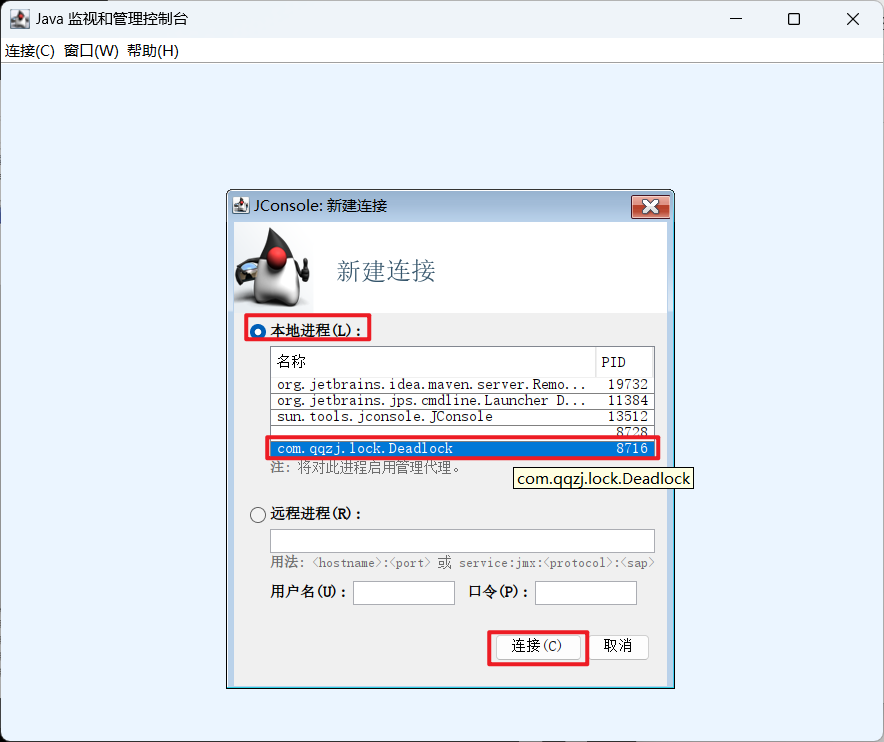 Java 监视和管理控制台
连接(C) 窗口(W) 帮助(H)
JConsole: 新建连接
新建连接
本地进程(L)：
名称 PID
org.jetbrains.idea.maven.server.Remo... 19732
org.jetbrains.jps.cmdline.Launcher D... 11384
sun.tools.jconsole.JConsole 13512
8728
com.qqzj.lock.Deadlock 8716
注: 将对此进程启用管理代理。
com.qqzj.lock.Deadlock
远程进程(R)：
用法: <hostname>:<port> 或 service:jmx:<protocol>:<sap>
用户名(U)： 口令(P)：
连接(C) 取消